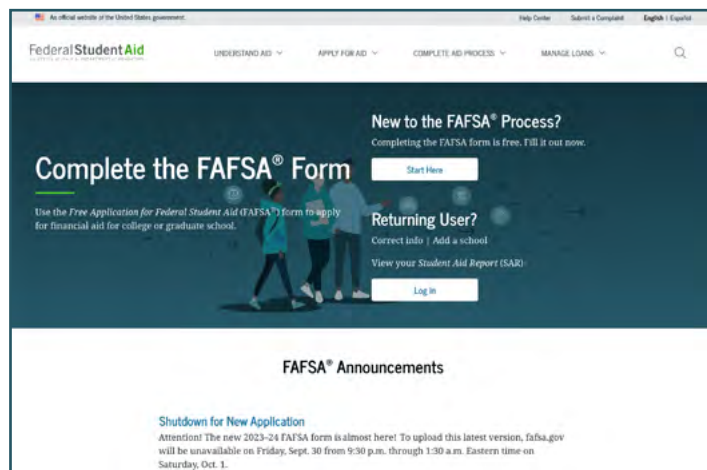 An official website of the United States government.
Help Center Submit a Complaint English | Español
Federal Student Aid
UNDERSTAND AID
APPLY FOR AID
COMPLETE AID PROCESS
MANAGE LOANS
Complete the FAFSA® Form
Use the Free Application for Federal Student Aid (FAFSA®) form to apply
for financial aid for college or graduate school.
New to the FAFSA® Process?
Completing the FAFSA form is free. Fill it out now.
Start Here
Returning User?
Correct info | Add a school
View your Student Aid Report (SAR)
Log in
FAFSA® Announcements
Shutdown for New Application
Attention! The new 2023–24 FAFSA form is almost here! To upload this latest version, fafsa.gov
will be unavailable on Friday, Sept. 30 from 9:30 p.m. through 1:30 a.m. Eastern time on
Saturday, Oct. 1.